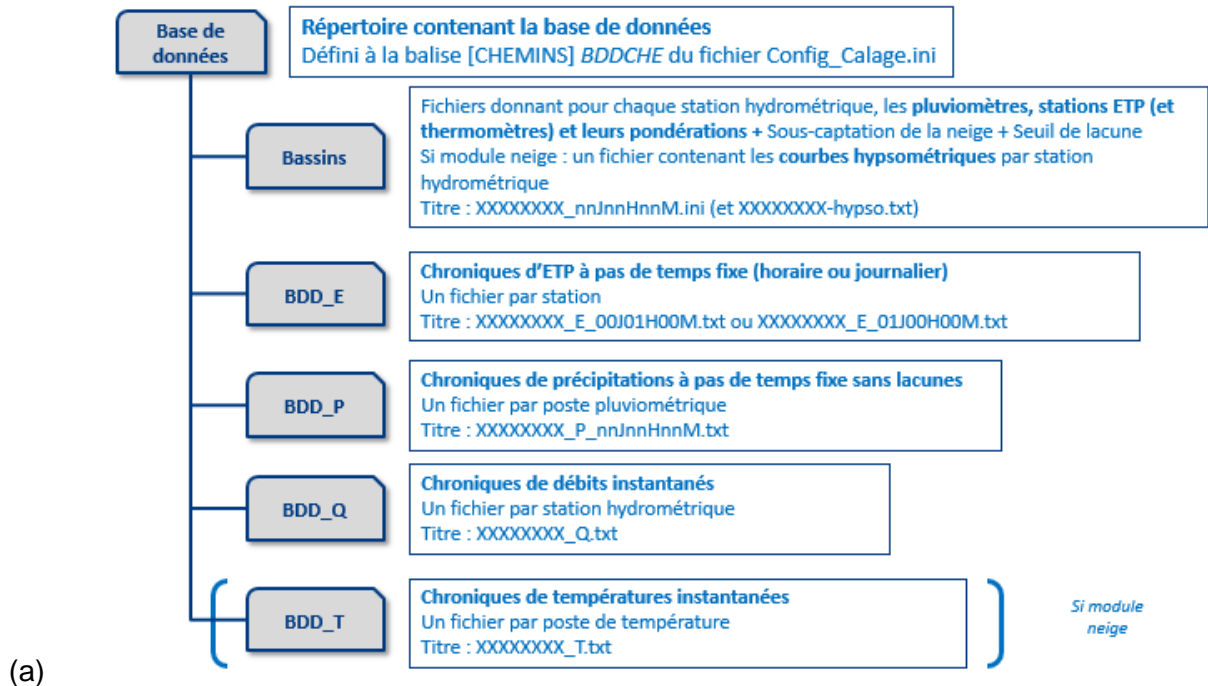 Base de
données
Répertoire contenant la base de données
Défini à la balise [CHEMINS] BDDCHE du fichier Config_Calage.ini
Bassins
Fichiers donnant pour chaque station hydrométrique, les pluviomètres, stations ETP (et
thermomètres) et leurs pondérations + Sous-captation de la neige + Seuil de lacune
Si module neige : un fichier contenant les courbes hypsométriques par station
hydrométrique
Titre : XXXXXXXX_nnJnnHnnM.ini (et XXXXXXXX-hypso.txt)
BDD_E
Chroniques d’ETP à pas de temps fixe (horaire ou journalier)
Un fichier par station
Titre : XXXXXXXX_E_00J01H00M.txt ou XXXXXXXX_E_01J00H00M.txt
BDD_P
Chroniques de précipitations à pas de temps fixe sans lacunes
Un fichier par poste pluviométrique
Titre : XXXXXXXX_P_nnJnnHnnM.txt
BDD_Q
Chroniques de débits instantanés
Un fichier par station hydrométrique
Titre : XXXXXXXX_Q.txt
BDD_T
Chroniques de températures instantanées
Un fichier par poste de température
Titre : XXXXXXXX_T.txt
Si module
neige
(a)